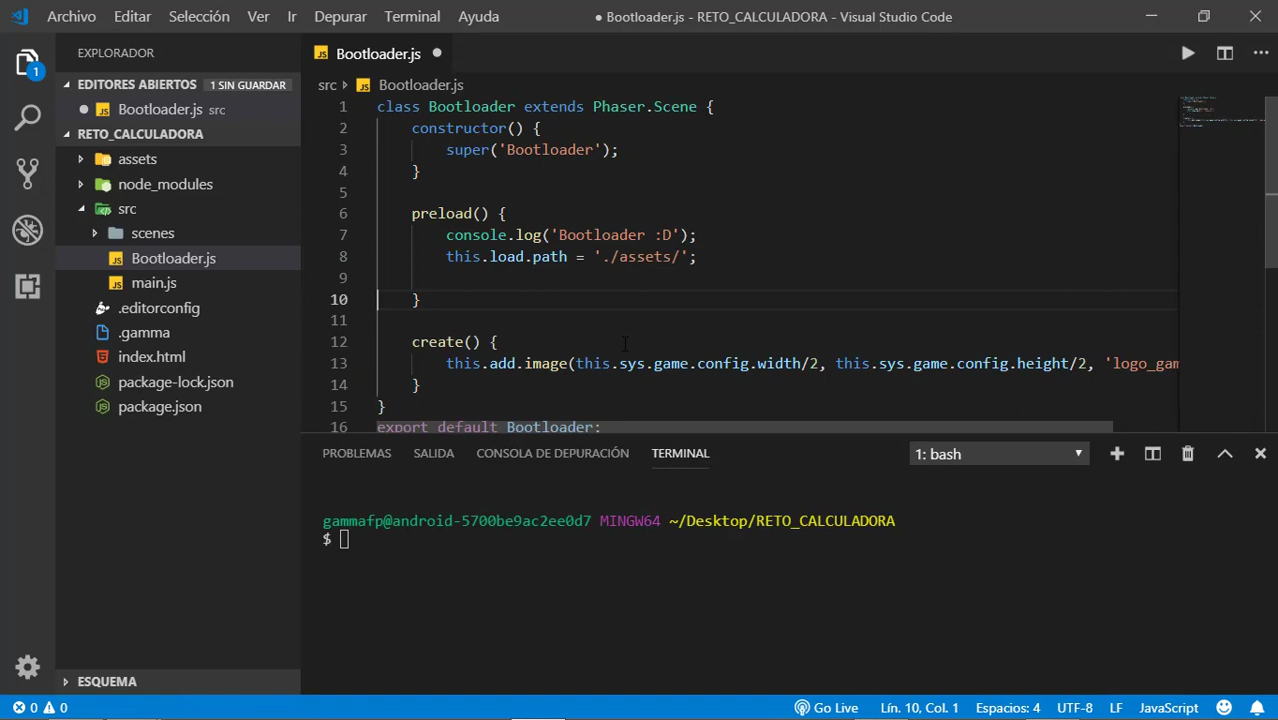 Archivo Editar Selección Ver Ir Depurar Terminal Ayuda ● Bootloader.js - RETO_CALCULADORA - Visual Studio Code
EXPLORADOR
EDITORES ABIERTOS 1 SIN GUARDAR
JS Bootloader.js src
RETO_CALCULADORA
assets
node_modules
src
scenes
JS Bootloader.js
JS main.js
.editorconfig
.gamma
index.html
package-lock.json
package.json
ESQUEMA
1
JS Bootloader.js ●
src JS Bootloader.js
1 class Bootloader extends Phaser.Scene {
2 constructor() {
3 super('Bootloader');
4 }
5
6 preload() {
7 console.log('Bootloader :D');
8 this.load.path = './assets/';
9
10 }
11
12 create() {
13 this.add.image(this.sys.game.config.width/2, this.sys.game.config.height/2, 'logo_gam
14 }
15 }
16 export default Bootloader;
PROBLEMAS SALIDA CONSOLA DE DEPURACIÓN TERMINAL 1: bash
gammafp@android-5700be9ac2ee0d7 MINGW64 ~/Desktop/RETO_CALCULADORA
$
0 0 Go Live Lín. 10, Col. 1 Espacios: 4 UTF-8 LF JavaScript